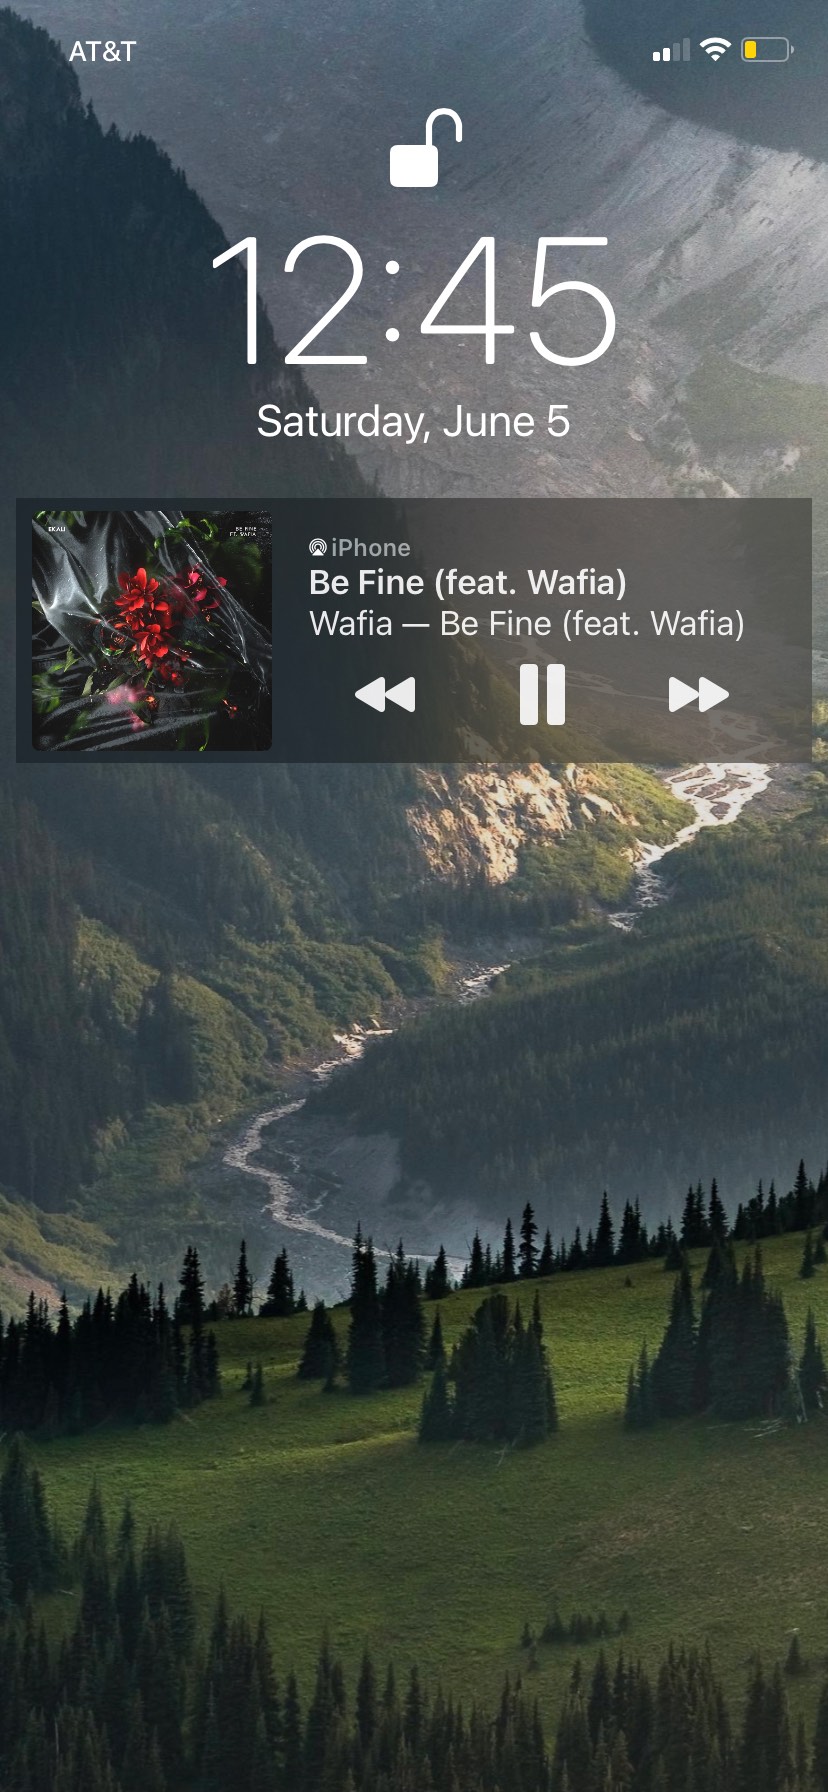 AT&T
12:45
Saturday, June 5
EKALI
BE FINE
FT. WAFIA
iPhone
Be Fine (feat. Wafia)
Wafia — Be Fine (feat. Wafia)